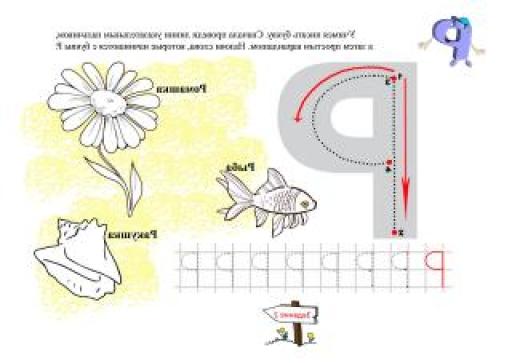 Учимся писать букву. Сначала проведи линии указательным пальчиком,
а затем простым карандашом. Назови слова, которые начинаются с буквы Р.
Р
Ромашка
1
3
Р
4
2
Рыба
Ракушка
Р Р Р Р Р Р Р Р
Задание